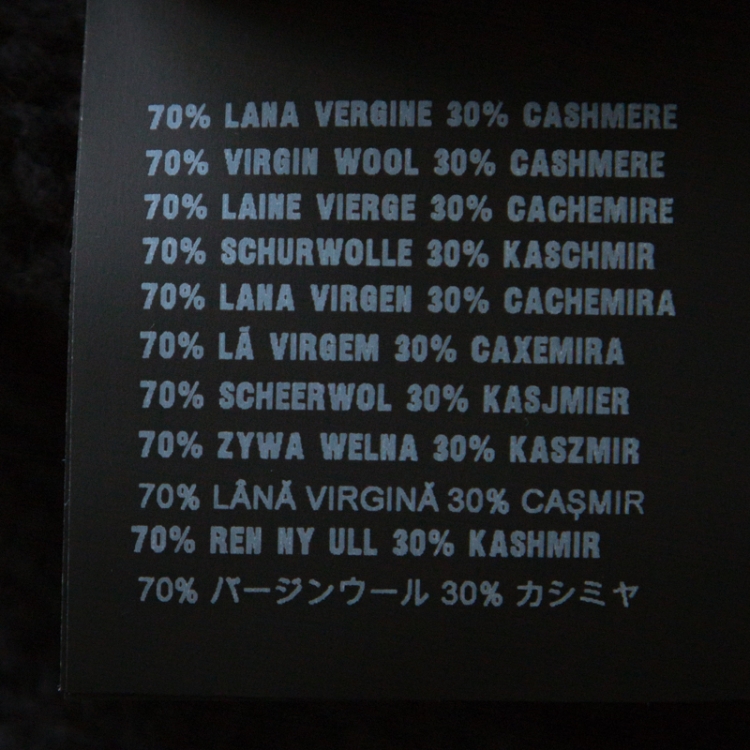 70% LANA VERGINE 30% CASHMERE
70% VIRGIN WOOL 30% CASHMERE
70% LAINE VIERGE 30% CACHEMIRE
70% SCHURWOLLE 30% KASCHMIR
70% LANA VIRGEN 30% CACHEMIRA
70% LÃ VIRGEM 30% CAXEMIRA
70% SCHEERWOL 30% KASJMIER
70% ZYWA WELNA 30% KASZMIR
70% LÂNĂ VIRGINĂ 30% CAȘMIR
70% REN NY ULL 30% KASHMIR
70% バージンウール 30% カシミヤ